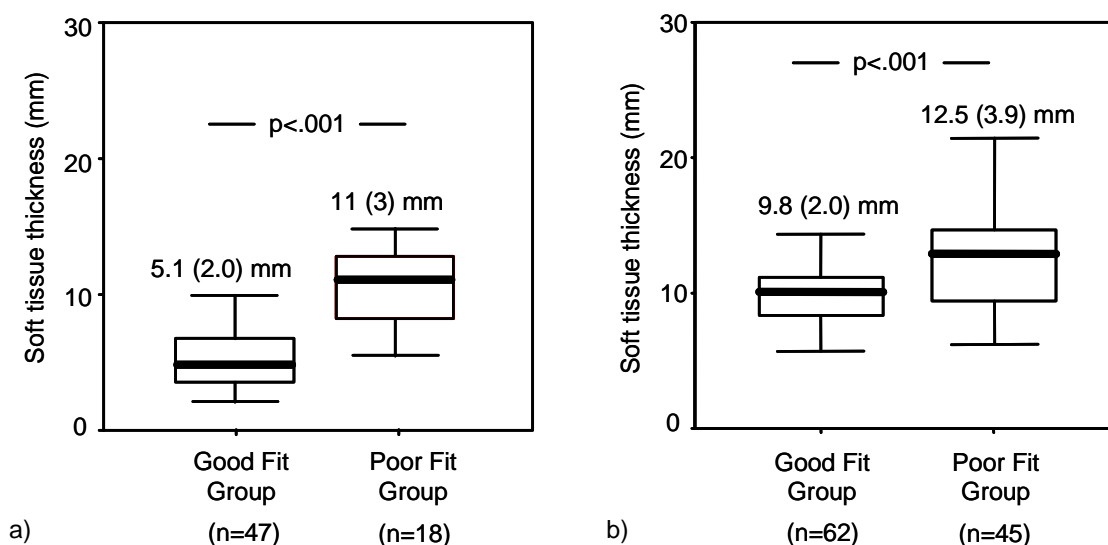 30
20
10
0
Soft tissue thickness (mm)
p<.001
5.1 (2.0) mm
11 (3) mm
Good Fit
Group
(n=47)
Poor Fit
Group
(n=18)
a)
30
20
10
0
Soft tissue thickness (mm)
p<.001
9.8 (2.0) mm
12.5 (3.9) mm
Good Fit
Group
(n=62)
Poor Fit
Group
(n=45)
b)